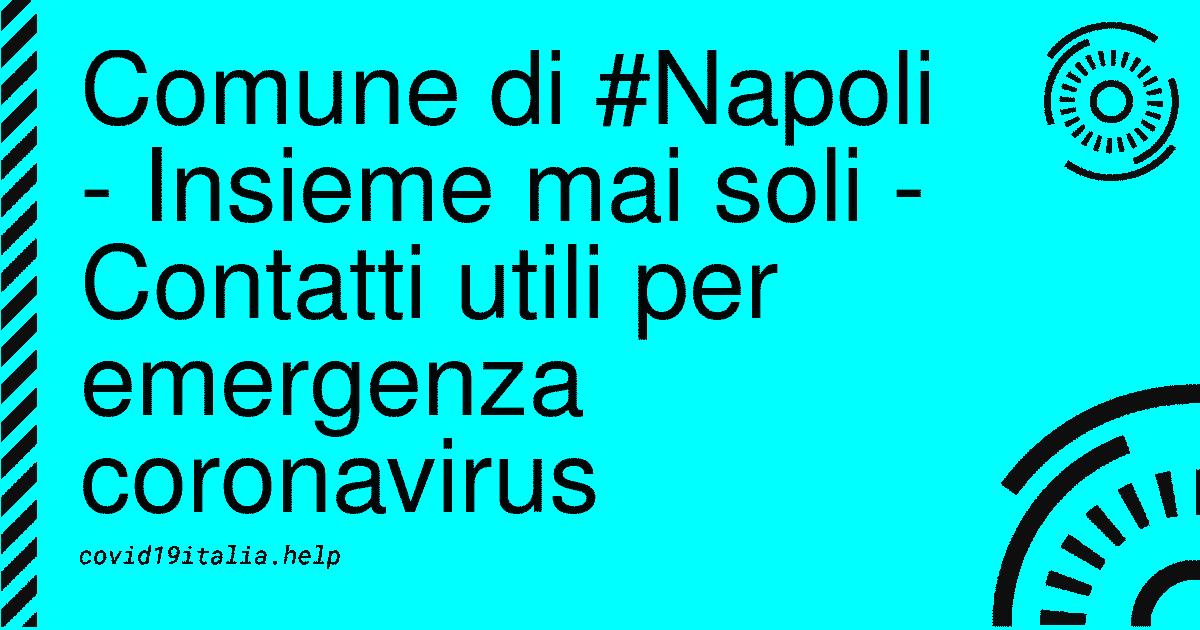 Comune di #Napoli
- Insieme mai soli -
Contatti utili per
emergenza
coronavirus
covid19italia.help